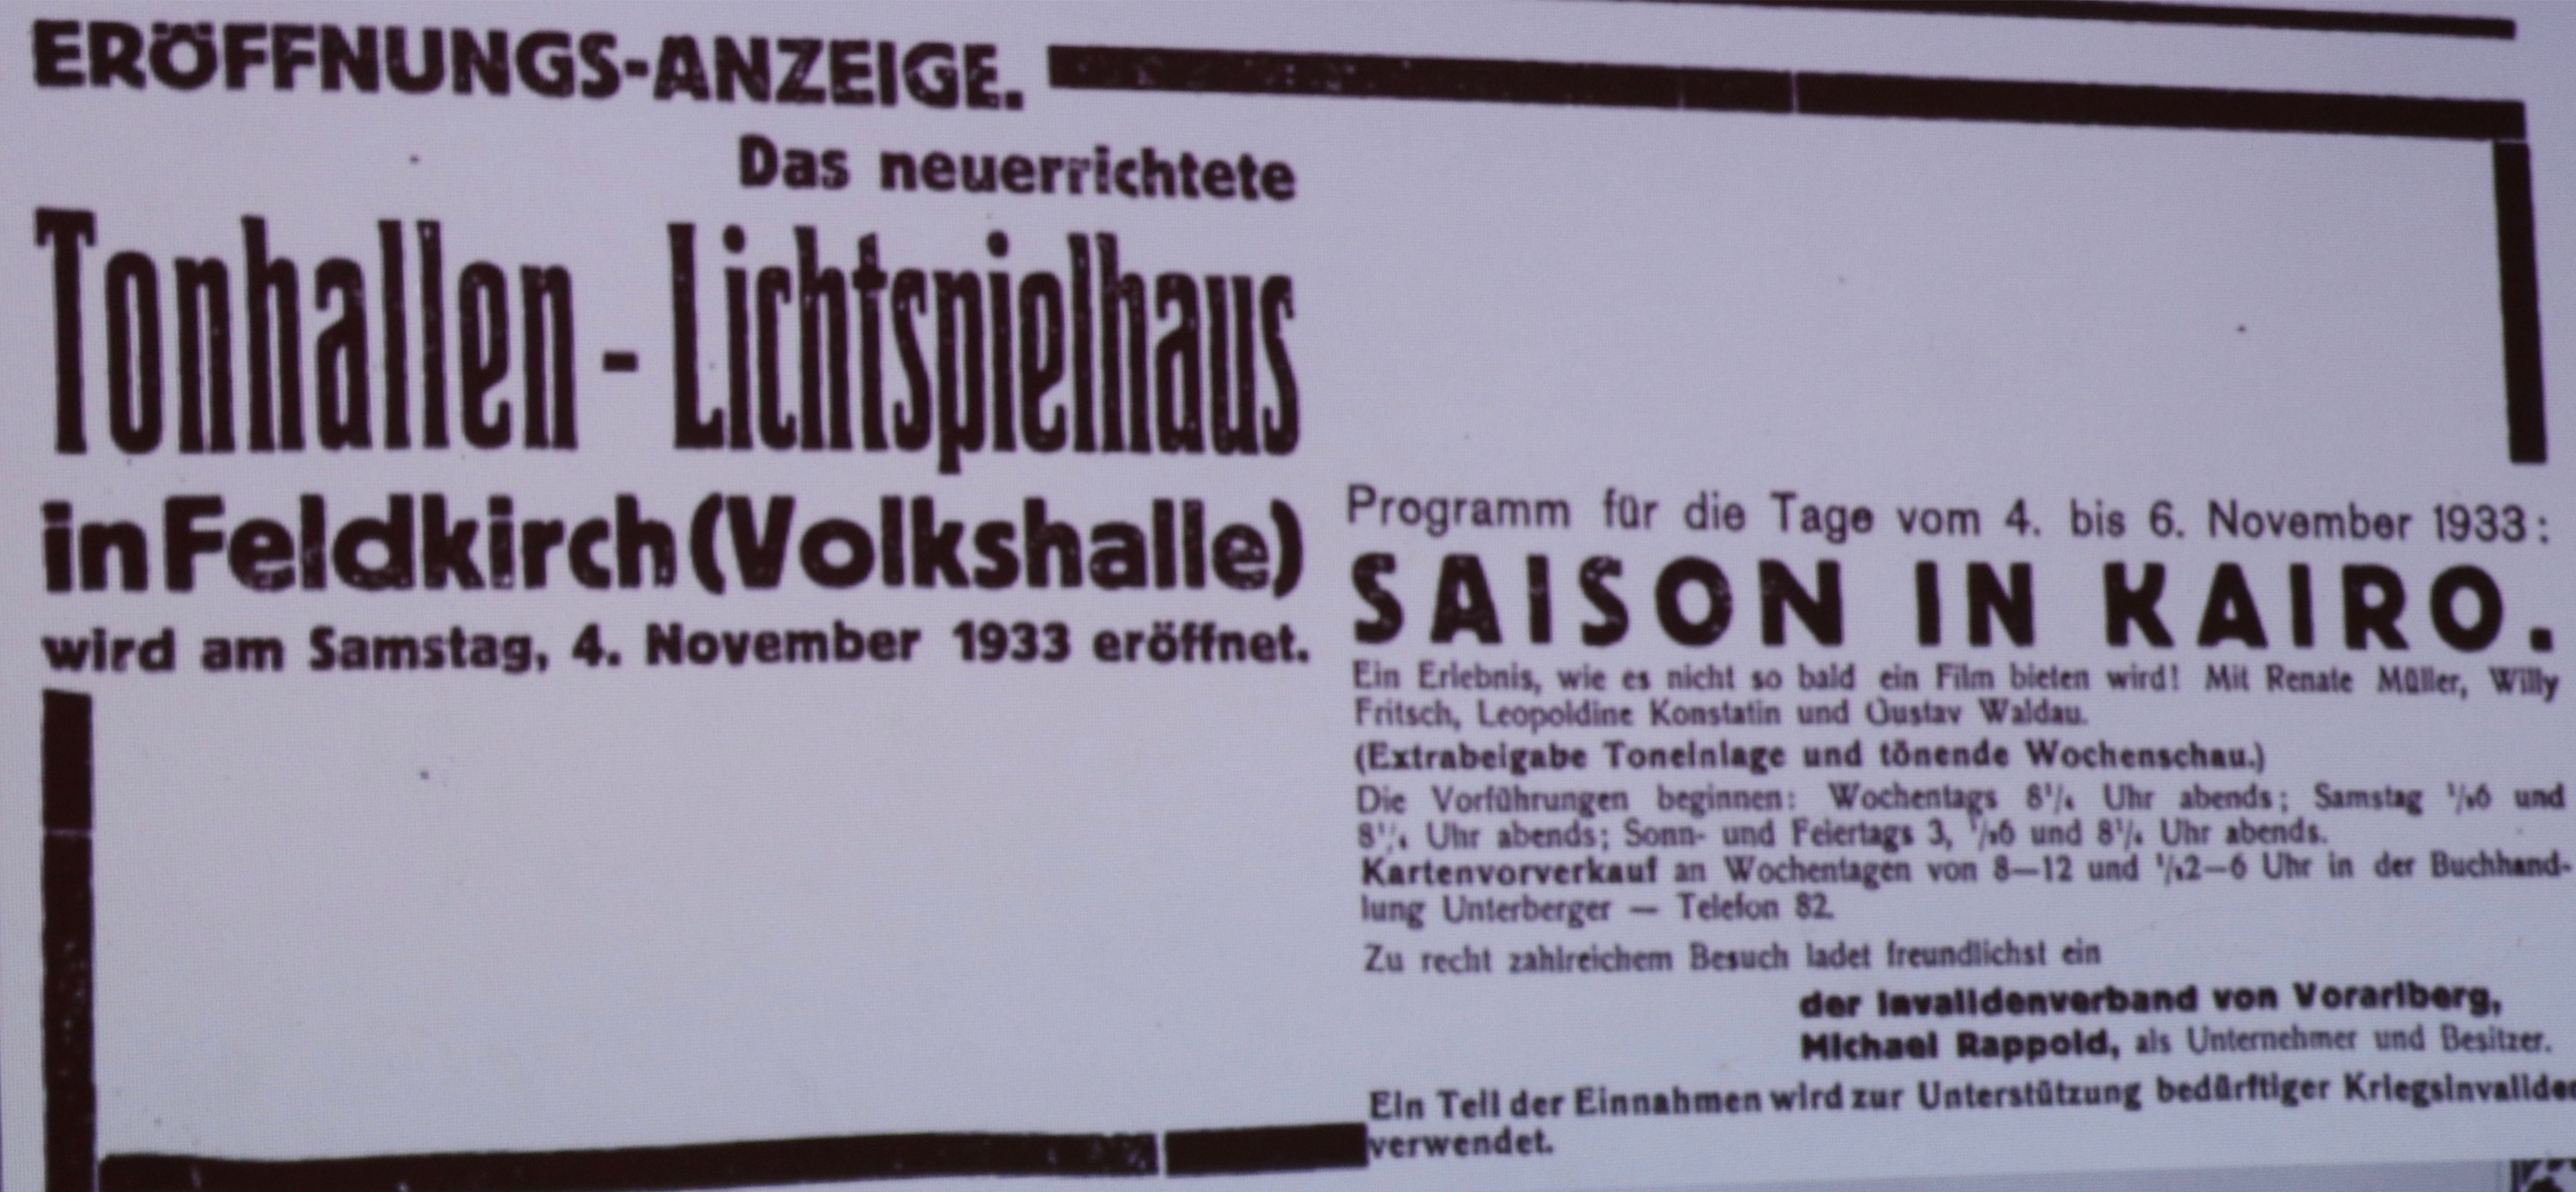 ERÖFFNUNGS-ANZEIGE.
Das neuerrichtete
Tonhallen - Lichtspielhaus
in Feldkirch (Volkshalle)
wird am Samstag, 4. November 1933 eröffnet.
Programm für die Tage vom 4. bis 6. November 1933:
SAISON IN KAIRO.
Ein Erlebnis, wie es nicht so bald ein Film bieten wird! Mit Renate Müller, Willy
Fritsch, Leopoldine Konstatin und Gustav Waldau.
(Extrabeigabe Toneinlage und tönende Wochenschau.)
Die Vorführungen beginnen: Wochentags 8¼ Uhr abends; Samstag ½6 und
8¼ Uhr abends; Sonn- und Feiertags 3, ½6 und 8¼ Uhr abends.
Kartenvorverkauf an Wochentagen von 8—12 und ½2—6 Uhr in der Buchhand-
lung Unterberger — Telefon 82.
Zu recht zahlreichem Besuch ladet freundlichst ein
der Invalidenverband von Vorarlberg,
Michael Rappold, als Unternehmer und Besitzer.
Ein Teil der Einnahmen wird zur Unterstützung bedürftiger Kriegsinvalide
verwendet.